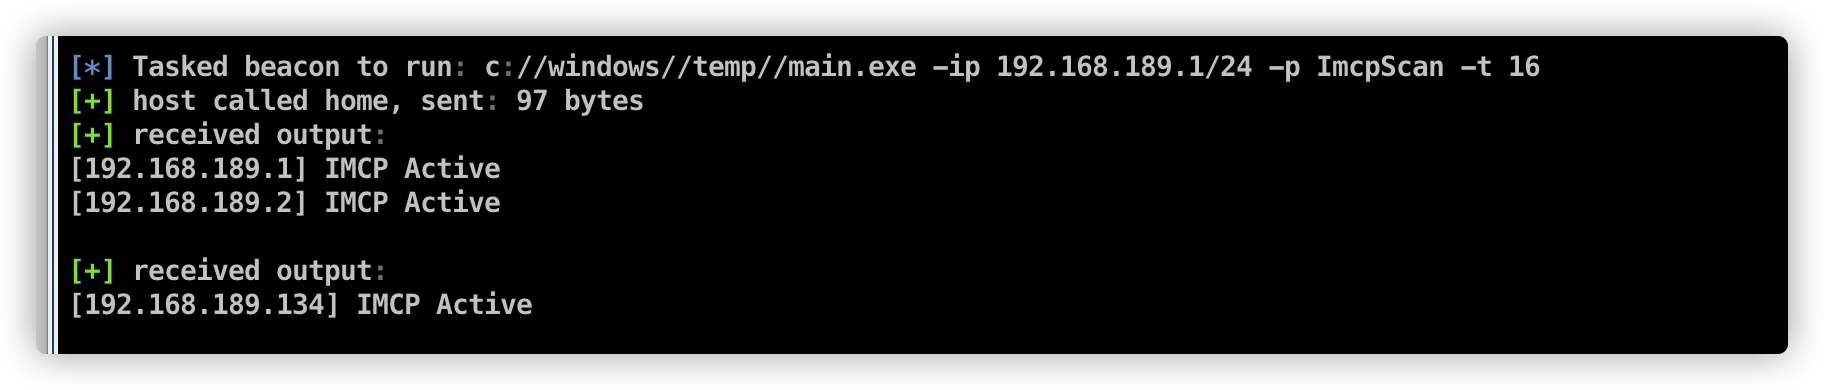 [*] Tasked beacon to run: c://windows//temp//main.exe -ip 192.168.189.1/24 -p ImcpScan -t 16
[+] host called home, sent: 97 bytes
[+] received output:
[192.168.189.1] IMCP Active
[192.168.189.2] IMCP Active
[+] received output:
[192.168.189.134] IMCP Active